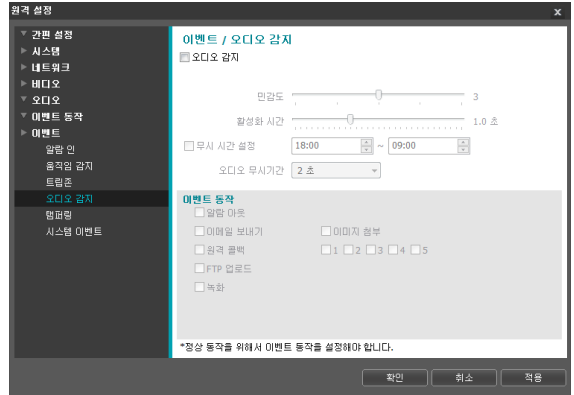 원격 설정
x
간편 설정
시스템
네트워크
비디오
오디오
이벤트 동작
이벤트
알람 인
움직임 감지
트립존
오디오 감지
탬퍼링
시스템 이벤트
이벤트 / 오디오 감지
오디오 감지
민감도 3
활성화 시간 1.0 초
무시 시간 설정 18:00 ~ 09:00
오디오 무시기간 2 초
이벤트 동작
알람 아웃
이메일 보내기 이미지 첨부
원격 콜백 1 2 3 4 5
FTP 업로드
녹화
*정상 동작을 위해서 이벤트 동작을 설정해야 합니다.
확인 취소 적용